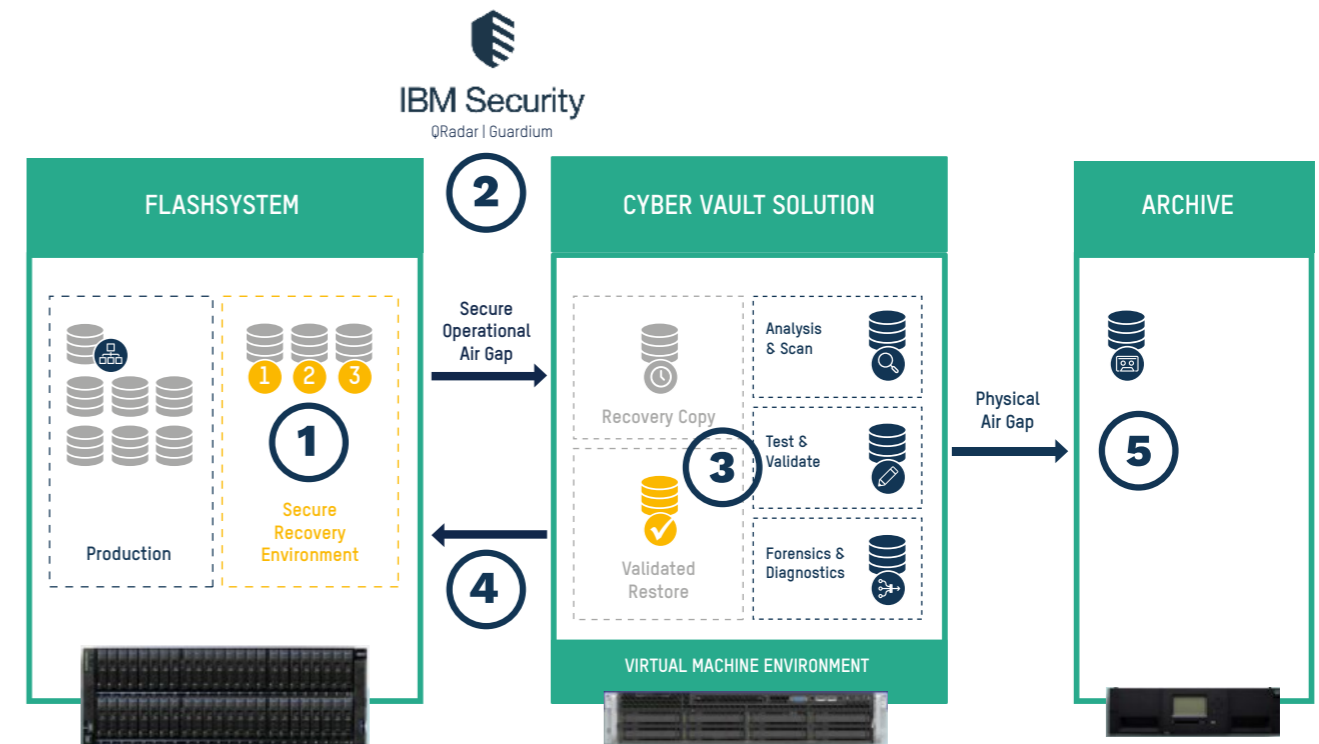 IBM Security
QRadar | Guardium
2
FLASHSYSTEM
CYBER VAULT SOLUTION
ARCHIVE
1
2
3
1
Secure
Recovery
Environment
Production
Secure
Operational
Air Gap
4
Recovery Copy
Validated
Restore
3
Analysis
& Scan
Test &
Validate
Forensics &
Diagnostics
VIRTUAL MACHINE ENVIRONMENT
Physical
Air Gap
5